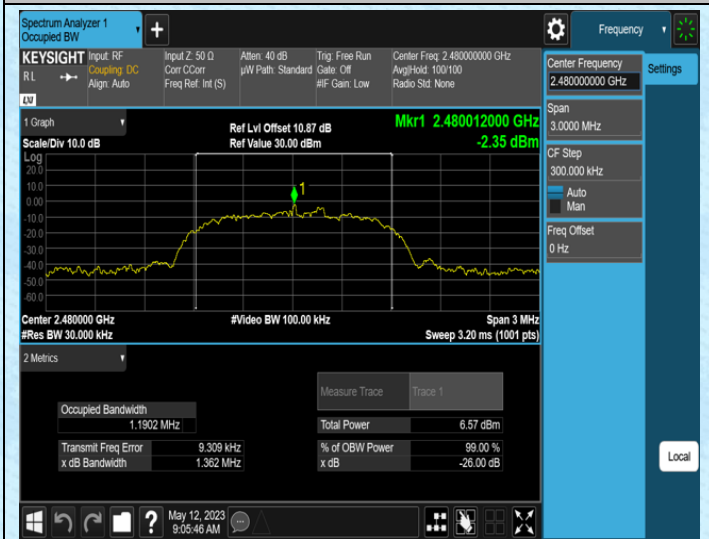 Spectrum Analyzer 1
Occupied BW
Frequency
KEYSIGHT
R L
LXI
Input: RF
Coupling: DC
Align: Auto
Input Z: 50 Ω
Corr CCorr
Freq Ref: Int (S)
Atten: 40 dB
µW Path: Standard
Trig: Free Run
Gate: Off
#IF Gain: Low
Center Freq: 2.480000000 GHz
Avg|Hold: 100/100
Radio Std: None
Center Frequency
2.480000000 GHz
Settings
Span
3.0000 MHz
CF Step
300.000 kHz
Auto
Man
Freq Offset
0 Hz
1 Graph
Scale/Div 10.0 dB
Ref Lvl Offset 10.87 dB
Ref Value 30.00 dBm
Mkr1 2.480012000 GHz
-2.35 dBm
Log
20.0
10.0
0.00
-10.0
-20.0
-30.0
-40.0
-50.0
-60.0
1
Center 2.480000 GHz
#Res BW 30.000 kHz
#Video BW 100.00 kHz
Span 3 MHz
Sweep 3.20 ms (1001 pts)
2 Metrics
Measure Trace
Trace 1
Occupied Bandwidth
1.1902 MHz
Total Power
6.57 dBm
Transmit Freq Error
9.309 kHz
% of OBW Power
99.00 %
x dB Bandwidth
1.362 MHz
x dB
-26.00 dB
Local
?
May 12, 2023
9:05:46 AM